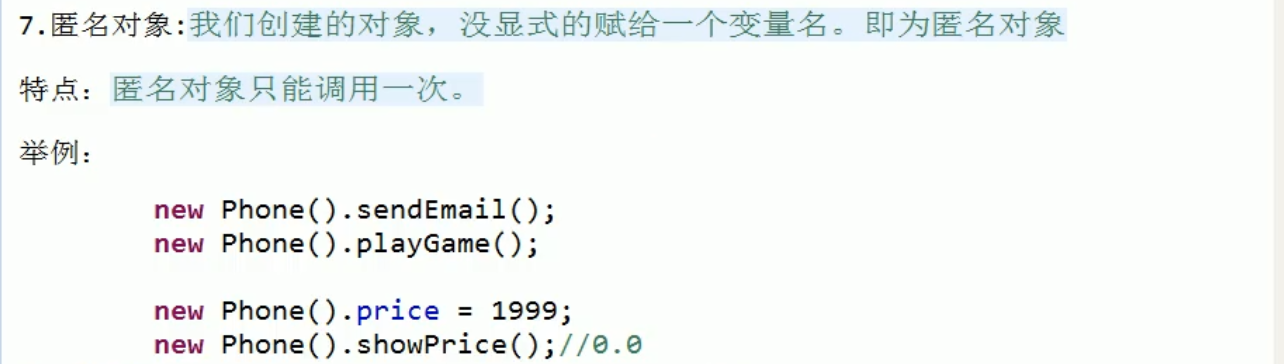 7.匿名对象:我们创建的对象，没显式的赋给一个变量名。即为匿名对象
特点：匿名对象只能调用一次。
举例：
new Phone().sendEmail();
new Phone().playGame();
new Phone().price = 1999;
new Phone().showPrice();//0.0